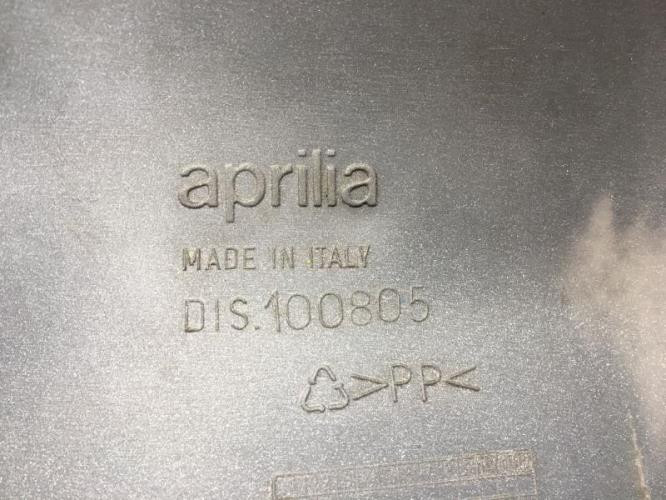 aprilia
MADE IN ITALY
DIS.100805
>PP<